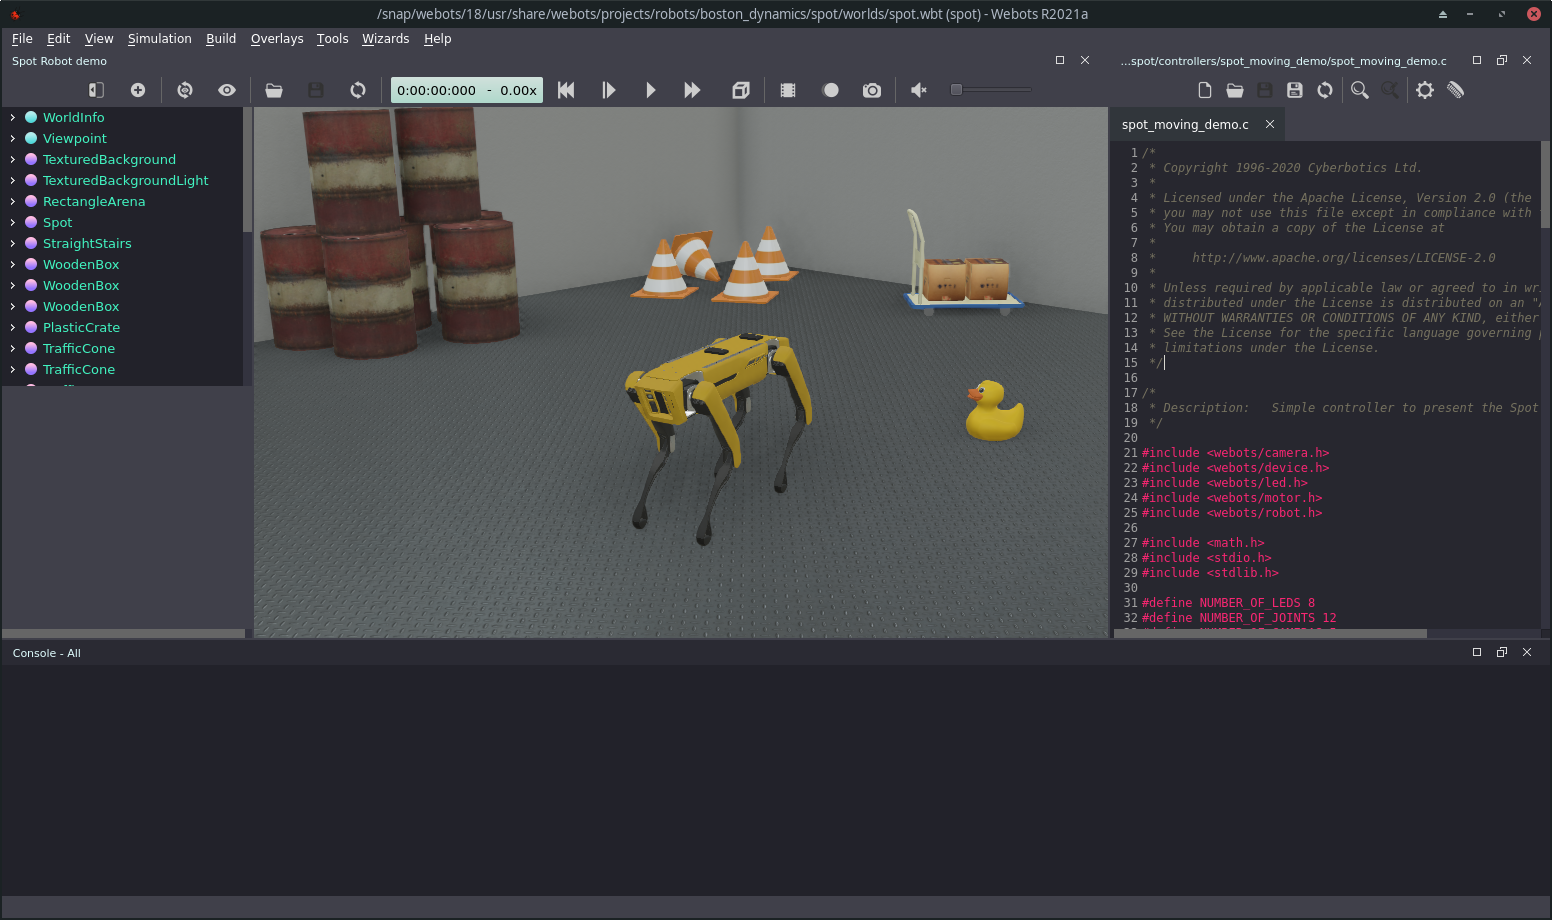 /snap/webots/18/usr/share/webots/projects/robots/boston_dynamics/spot/worlds/spot.wbt (spot) - Webots R2021a
File Edit View Simulation Build Overlays Tools Wizards Help
Spot Robot demo
0:00:00:000 - 0.00x
WorldInfo
Viewpoint
TexturedBackground
TexturedBackgroundLight
RectangleArena
Spot
StraightStairs
WoodenBox
WoodenBox
WoodenBox
PlasticCrate
TrafficCone
TrafficCone
...spot/controllers/spot_moving_demo/spot_moving_demo.c
spot_moving_demo.c
1 /*
2 * Copyright 1996-2020 Cyberbotics Ltd.
3 *
4 * Licensed under the Apache License, Version 2.0 (the
5 * you may not use this file except in compliance with
6 * You may obtain a copy of the License at
7 *
8 * http://www.apache.org/licenses/LICENSE-2.0
9 *
10 * Unless required by applicable law or agreed to in wr
11 * distributed under the License is distributed on an "
12 * WITHOUT WARRANTIES OR CONDITIONS OF ANY KIND, either
13 * See the License for the specific language governing
14 * limitations under the License.
15 */
16
17 /*
18 * Description: Simple controller to present the Spot
19 */
20
21 #include <webots/camera.h>
22 #include <webots/device.h>
23 #include <webots/led.h>
24 #include <webots/motor.h>
25 #include <webots/robot.h>
26
27 #include <math.h>
28 #include <stdio.h>
29 #include <stdlib.h>
30
31 #define NUMBER_OF_LEDS 8
32 #define NUMBER_OF_JOINTS 12
Console - All